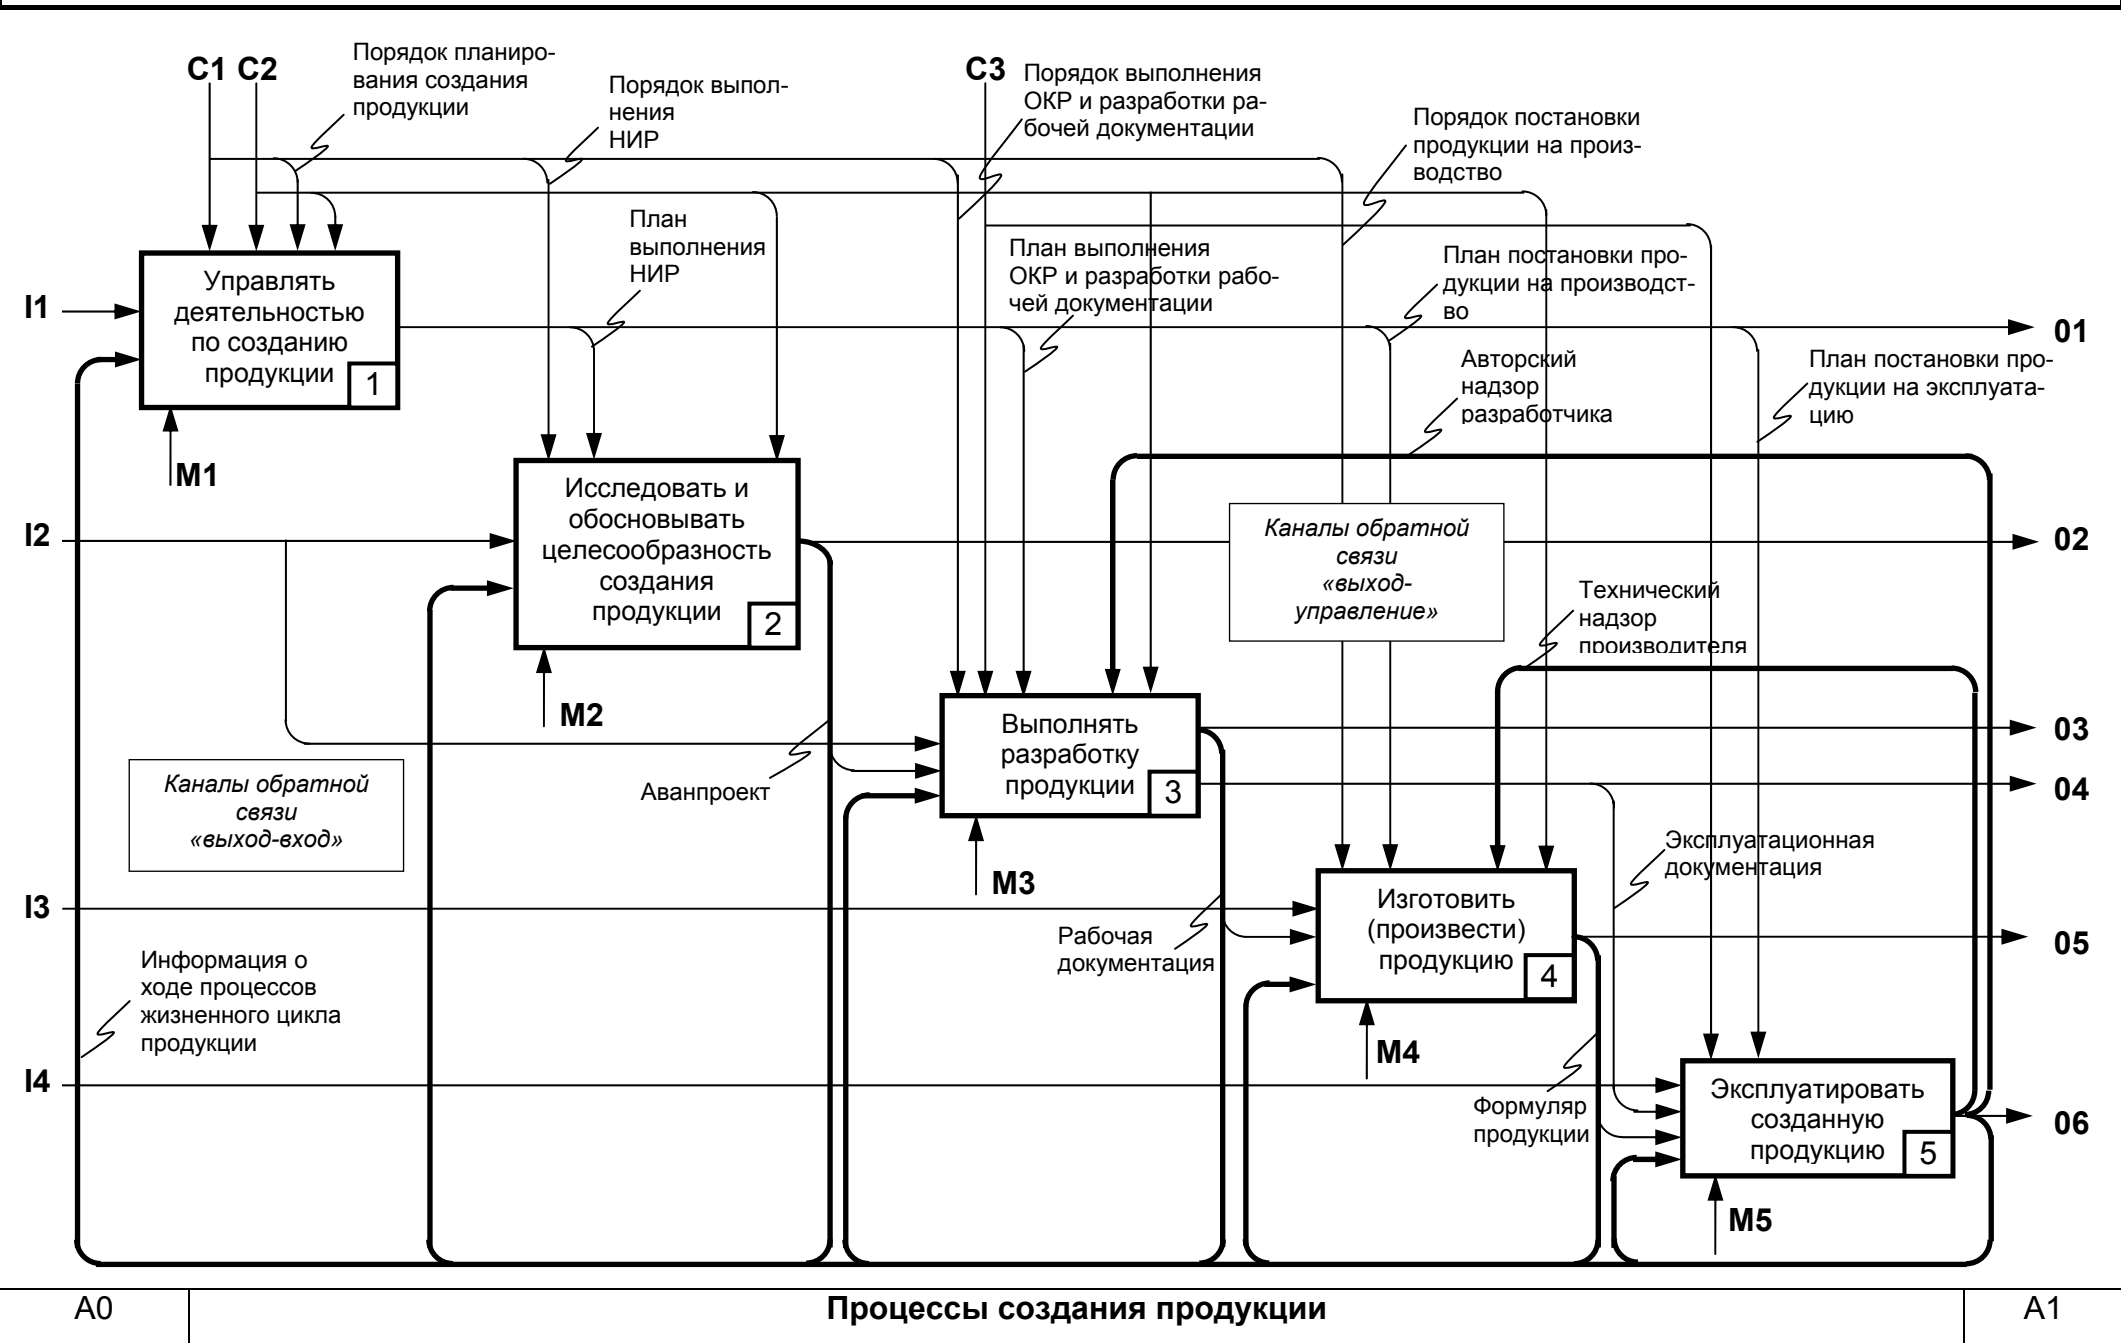 C1 C2
Порядок планиро-
вания создания
продукции
Порядок выпол-
нения
НИР
C3
Порядок выполнения
ОКР и разработки ра-
бочей документации
Порядок постановки
продукции на произ-
водство
План
выполнения
НИР
План выполнения
ОКР и разработки рабо-
чей документации
План постановки про-
дукции на производст-
во
I1
Управлять
деятельностью
по созданию
продукции
1
01
Авторский
надзор
разработчика
План постановки про-
дукции на эксплуата-
цию
M1
I2
Исследовать и
обосновывать
целесообразность
создания
продукции
2
Каналы обратной
связи
«выход-
управление»
02
Технический
надзор
производителя
M2
Выполнять
разработку
продукции
3
03
04
Каналы обратной
связи
«выход-вход»
Аванпроект
Эксплуатационная
документация
M3
I3
Изготовить
(произвести)
продукцию
4
Рабочая
документация
05
Информация о
ходе процессов
жизненного цикла
продукции
M4
I4
Эксплуатировать
созданную
продукцию
5
Формуляр
продукции
06
M5
A0
Процессы создания продукции
A1